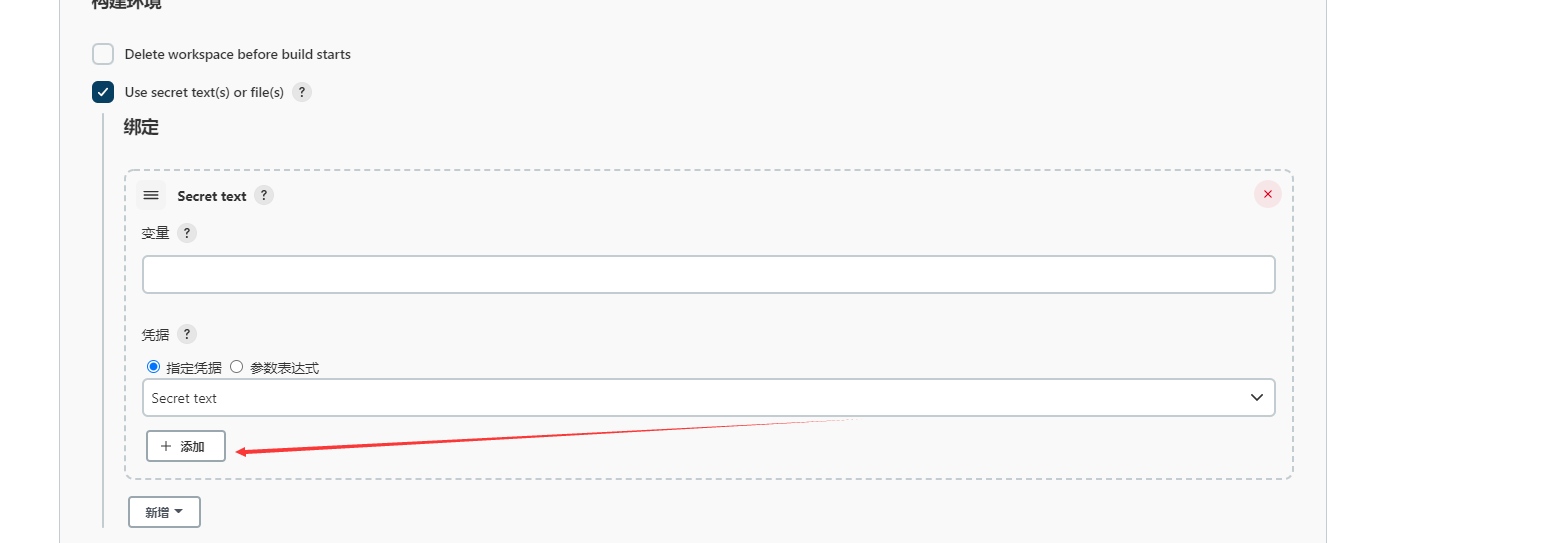 构建环境
Delete workspace before build starts
Use secret text(s) or file(s) ?
绑定
Secret text ?
变量 ?
凭据 ?
指定凭据 参数表达式
Secret text
+ 添加
新增